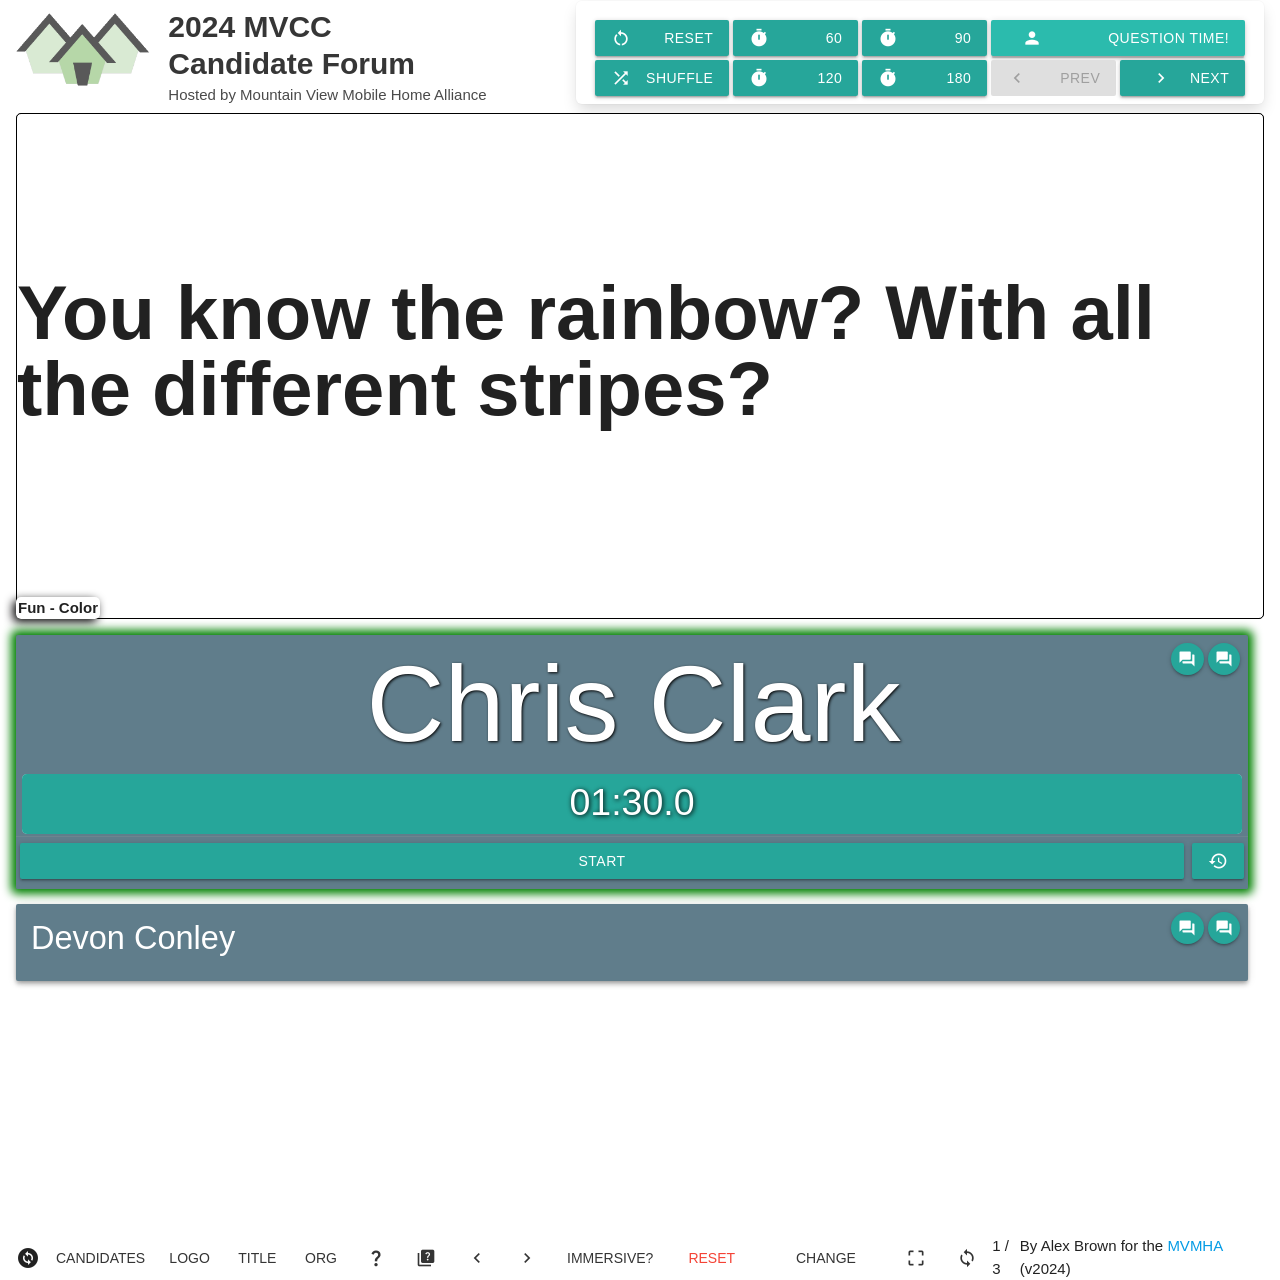 2024 MVCC
Candidate Forum
Hosted by Mountain View Mobile Home Alliance
RESET 60 90 QUESTION TIME!
SHUFFLE 120 180 PREV NEXT
You know the rainbow? With all
the different stripes?
Fun - Color
Chris Clark
01:30.0
START
Devon Conley
CANDIDATES LOGO TITLE ORG IMMERSIVE? RESET CHANGE
1 / 3
By Alex Brown for the MVMHA
(v2024)